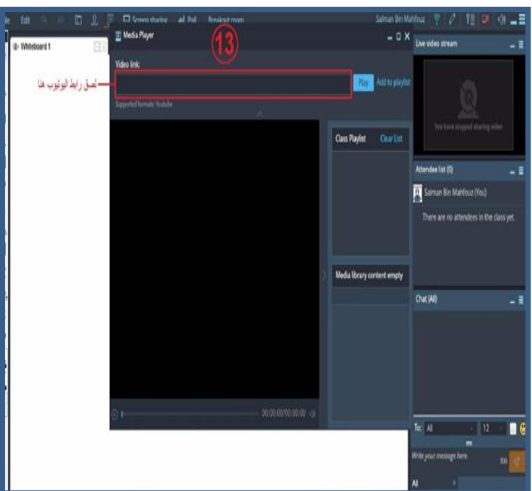 Edit Screen sharing Poll Breakout room Salman Bin Mahfouz
Whiteboard 1
Media Player
13
Live video stream
Video link:
Play Add to playlist
لصق رابط اليوتيوب هنا
Supported formats: Youtube
You have stopped sharing video
Class Playlist Clear List
Attendee list (0)
Salman Bin Mahfouz (You)
There are no attendees in the class yet.
Media library content empty
Chat (All)
00:00:00/00:00:00
To: All 12
Write your message here.
300
All